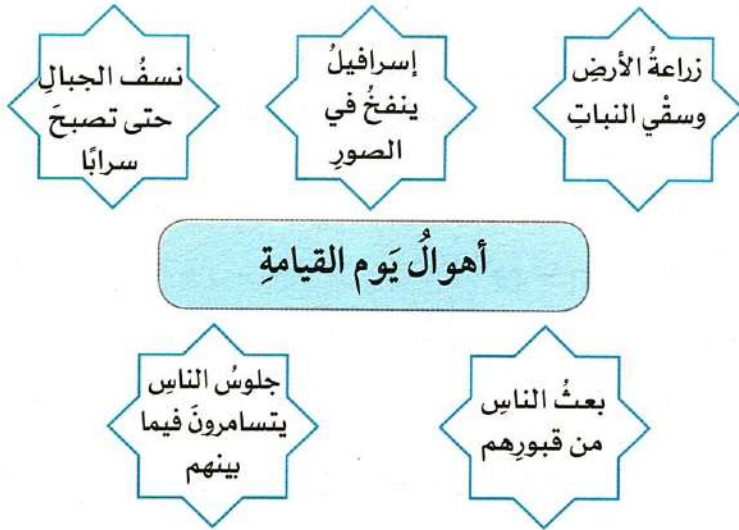 زراعةُ الأرضِ
وسقْي النباتِ
إسرافيلُ
ينفخُ في
الصورِ
نسفُ الجبالِ
حتى تصبحَ
سرابًا
أهوالُ يَوم القيامةِ
بعثُ الناسِ
من قبورِهم
جلوسُ الناسِ
يتسامرونَ فيما
بينهم